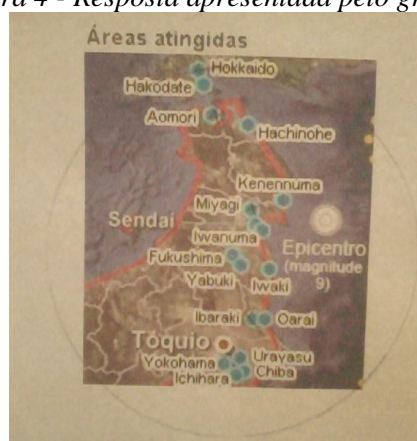 ra 4 - Resposta apresentada pelo gr
Áreas atingidas
Hokkaido
Hakodate
Aomori
Hachinohe
Kenennuma
Miyagi
Sendai
Iwanuma
Epicentro
(magnitude
9)
Fukushima
Yabuki
Iwaki
Ibaraki
Oarai
Tóquio
Urayasu
Yokohama
Chiba
Ichihara